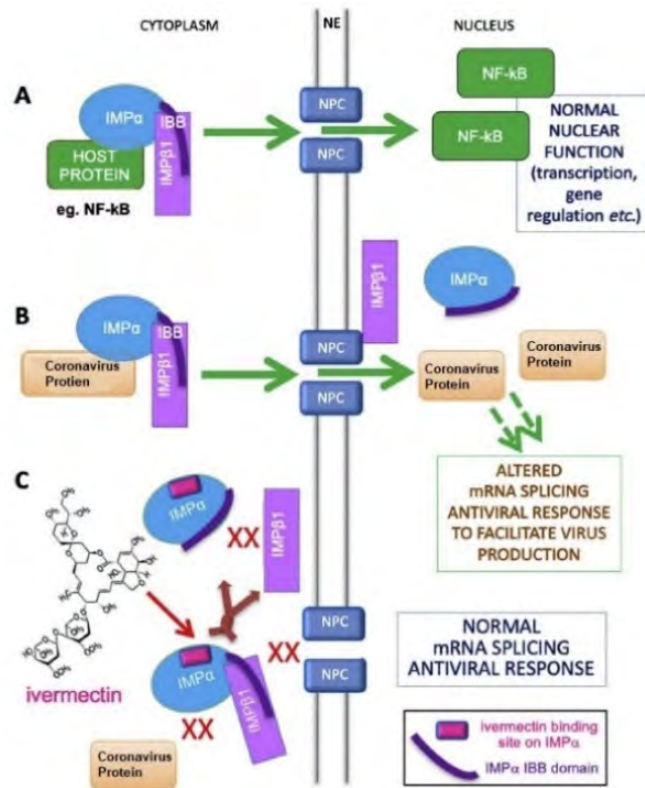 CYTOPLASM
NE
NUCLEUS
A
IMPα
IBB
IMPβ1
HOST
PROTEIN
eg. NF-kB
NPC
NPC
NF-kB
NF-kB
NORMAL
NUCLEAR
FUNCTION
(transcription,
gene
regulation etc.)
B
IMPα
IBB
IMPβ1
Coronavirus
Protien
NPC
NPC
IMPβ1
IMPα
Coronavirus
Protein
Coronavirus
Protein
ALTERED
mRNA SPLICING
ANTIVIRAL RESPONSE
TO FACILITATE VIRUS
PRODUCTION
C
ivermectin
IMPα
XX
IMPβ1
IMPα
IMPβ1
XX
XX
Coronavirus
Protein
NPC
NPC
NORMAL
mRNA SPLICING
ANTIVIRAL RESPONSE
ivermectin binding
site on IMPα
IMPα IBB domain